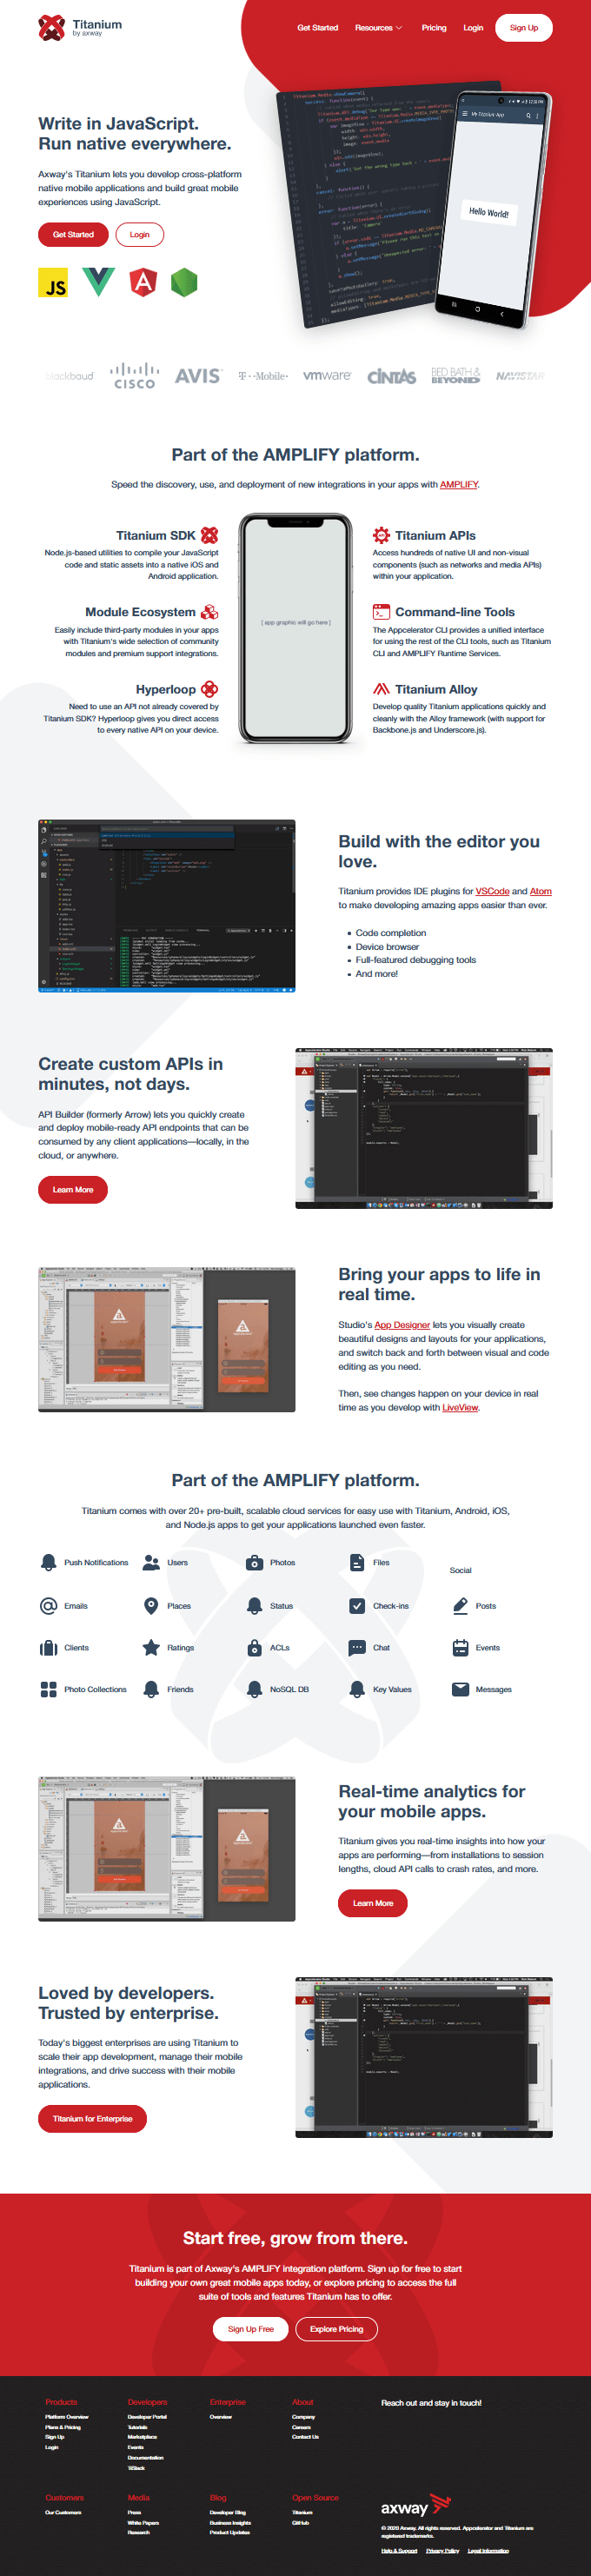 Titanium
by axway
Get Started
Resources
Pricing
Login
Sign Up
Write in JavaScript.
Run native everywhere.
Axway's Titanium lets you develop cross-platform
native mobile applications and build great mobile
experiences using JavaScript.
Get Started
Login
JS
My Titanium App
Hello World!
blackbaud
CISCO
AVIS
T-Mobile
vmware
CINTAS
BED BATH &
BEYOND
NAVISTAR
Part of the AMPLIFY platform.
Speed the discovery, use, and deployment of new integrations in your apps with AMPLIFY.
Titanium SDK
Node.js-based utilities to compile your JavaScript
code and static assets into a native iOS and
Android application.
Module Ecosystem
Easily include third-party modules in your apps
with Titanium's wide selection of community
modules and premium support integrations.
Hyperloop
Need to use an API not already covered by
Titanium SDK? Hyperloop gives you direct access
to every native API on your device.
[ app graphic will go here ]
Titanium APIs
Access hundreds of native UI and non-visual
components (such as networks and media APIs)
within your application.
Command-line Tools
The Appcelerator CLI provides a unified interface
for using the rest of the CLI tools, such as Titanium
CLI and AMPLIFY Runtime Services.
Titanium Alloy
Develop quality Titanium applications quickly and
cleanly with the Alloy framework (with support for
Backbone.js and Underscore.js).
Build with the editor you
love.
Titanium provides IDE plugins for VSCode and Atom
to make developing amazing apps easier than ever.
Code completion
Device browser
Full-featured debugging tools
And more!
Create custom APIs in
minutes, not days.
API Builder (formerly Arrow) lets you quickly create
and deploy mobile-ready API endpoints that can be
consumed by any client applications—locally, in the
cloud, or anywhere.
Learn More
Bring your apps to life in
real time.
Studio's App Designer lets you visually create
beautiful designs and layouts for your applications,
and switch back and forth between visual and code
editing as you need.
Then, see changes happen on your device in real
time as you develop with LiveView.
Part of the AMPLIFY platform.
Titanium comes with over 20+ pre-built, scalable cloud services for easy use with Titanium, Android, iOS,
and Node.js apps to get your applications launched even faster.
Push Notifications
Users
Photos
Files
Social
Emails
Places
Status
Check-ins
Posts
Clients
Ratings
ACLs
Chat
Events
Photo Collections
Friends
NoSQL DB
Key Values
Messages
Real-time analytics for
your mobile apps.
Titanium gives you real-time insights into how your
apps are performing—from installations to session
lengths, cloud API calls to crash rates, and more.
Learn More
Loved by developers.
Trusted by enterprise.
Today's biggest enterprises are using Titanium to
scale their app development, manage their mobile
integrations, and drive success with their mobile
applications.
Titanium for Enterprise
Start free, grow from there.
Titanium is part of Axway's AMPLIFY integration platform. Sign up for free to start
building your own great mobile apps today, or explore pricing to access the full
suite of tools and features Titanium has to offer.
Sign Up Free
Explore Pricing
Products
Platform Overview
Plans & Pricing
Sign Up
Login
Developers
Developer Portal
Tutorials
Marketplace
Events
Documentation
TiSlack
Enterprise
Overview
About
Company
Careers
Contact Us
Reach out and stay in touch!
Customers
Our Customers
Media
Press
White Papers
Research
Blog
Developer Blog
Business Insights
Product Updates
Open Source
Titanium
GitHub
axway
© 2020 Axway. All rights reserved. Appcelerator and Titanium are
registered trademarks.
Help & Support
Privacy Policy
Legal Information